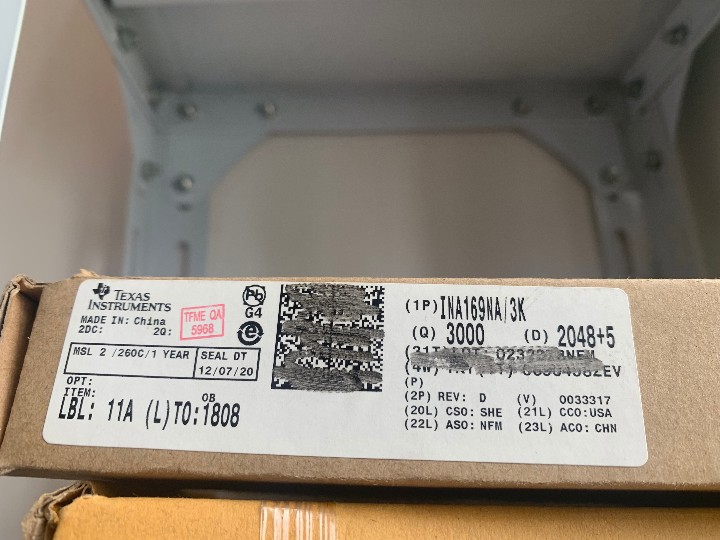 TEXAS
INSTRUMENTS
MADE IN: China
2DC: 2Q:
TFME QA
5968
Pb
G4
e
MSL 2 /260C/1 YEAR
SEAL DT
12/07/20
OPT:
ITEM:
0B
LBL: 11A (L)TO:1808
(1P) INA169NA/3K
(Q) 3000 (D) 2048+5
(P)
(2P) REV: D (V) 0033317
(20L) CSO: SHE (21L) CCO:USA
(22L) ASO: NFM (23L) ACO: CHN